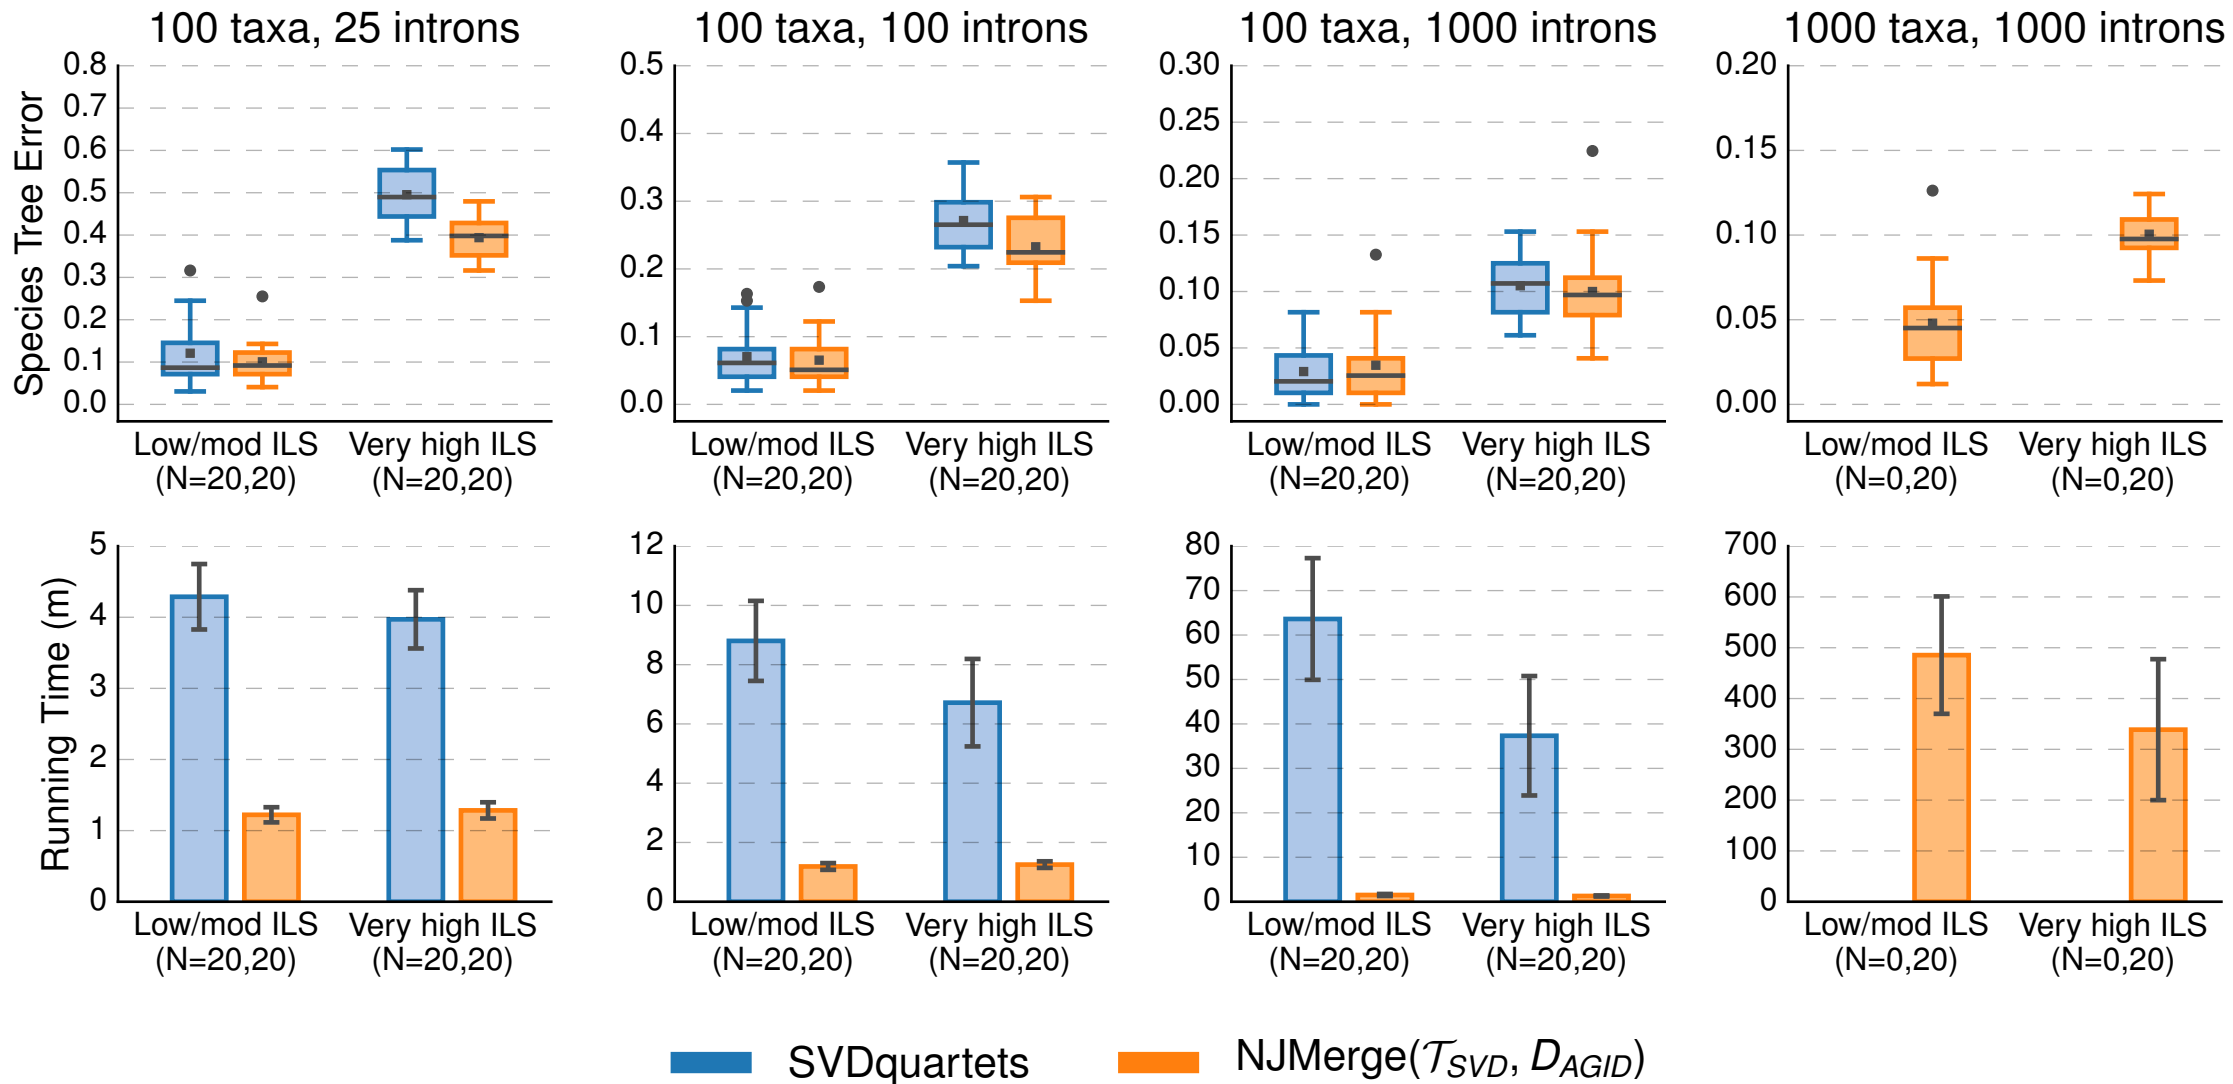 100 taxa, 25 introns
100 taxa, 100 introns
100 taxa, 1000 introns
1000 taxa, 1000 introns
Species Tree Error
0.8
0.7
0.6
0.5
0.4
0.3
0.2
0.1
0.0
Low/mod ILS
(N=20,20)
Very high ILS
(N=20,20)
0.5
0.4
0.3
0.2
0.1
0.0
Low/mod ILS
(N=20,20)
Very high ILS
(N=20,20)
0.30
0.25
0.20
0.15
0.10
0.05
0.00
Low/mod ILS
(N=20,20)
Very high ILS
(N=20,20)
0.20
0.15
0.10
0.05
0.00
Low/mod ILS
(N=0,20)
Very high ILS
(N=0,20)
Running Time (m)
5
4
3
2
1
0
Low/mod ILS
(N=20,20)
Very high ILS
(N=20,20)
12
10
8
6
4
2
0
Low/mod ILS
(N=20,20)
Very high ILS
(N=20,20)
80
70
60
50
40
30
20
10
0
Low/mod ILS
(N=20,20)
Very high ILS
(N=20,20)
700
600
500
400
300
200
100
0
Low/mod ILS
(N=0,20)
Very high ILS
(N=0,20)
SVDquartets
NJMerge(𝒯_SVD, D_AGID)